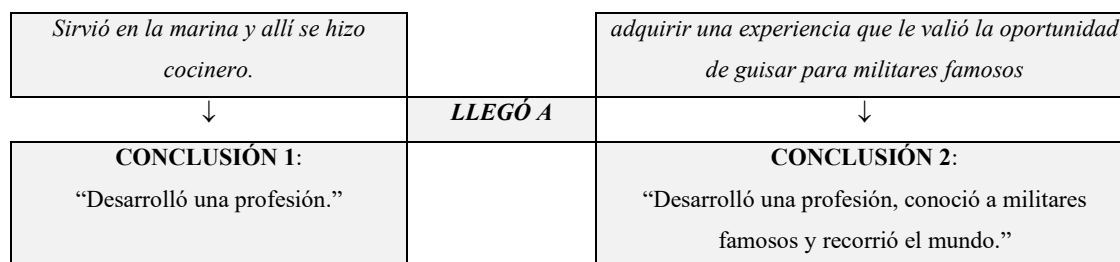 Sirvió en la marina y allí se hizo
cocinero.
adquirir una experiencia que le valió la oportunidad
de guisar para militares famosos
↓
LLEGÓ A
↓
CONCLUSIÓN 1:
“Desarrolló una profesión.”
CONCLUSIÓN 2:
“Desarrolló una profesión, conoció a militares
famosos y recorrió el mundo.”